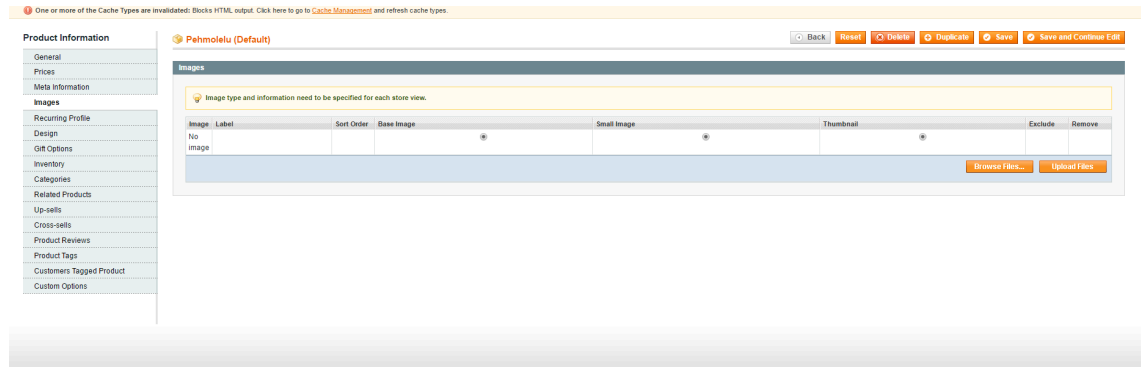 One or more of the Cache Types are invalidated: Blocks HTML output. Click here to go to Cache Management and refresh cache types.
Product Information
General
Prices
Meta Information
Images
Recurring Profile
Design
Gift Options
Inventory
Categories
Related Products
Up-sells
Cross-sells
Product Reviews
Product Tags
Customers Tagged Product
Custom Options
Pehmolelu (Default)
Back Reset Delete Duplicate Save Save and Continue Edit
Images
Image type and information need to be specified for each store view.
Image Label Sort Order Base Image Small Image Thumbnail Exclude Remove
No
image
Browse Files... Upload Files